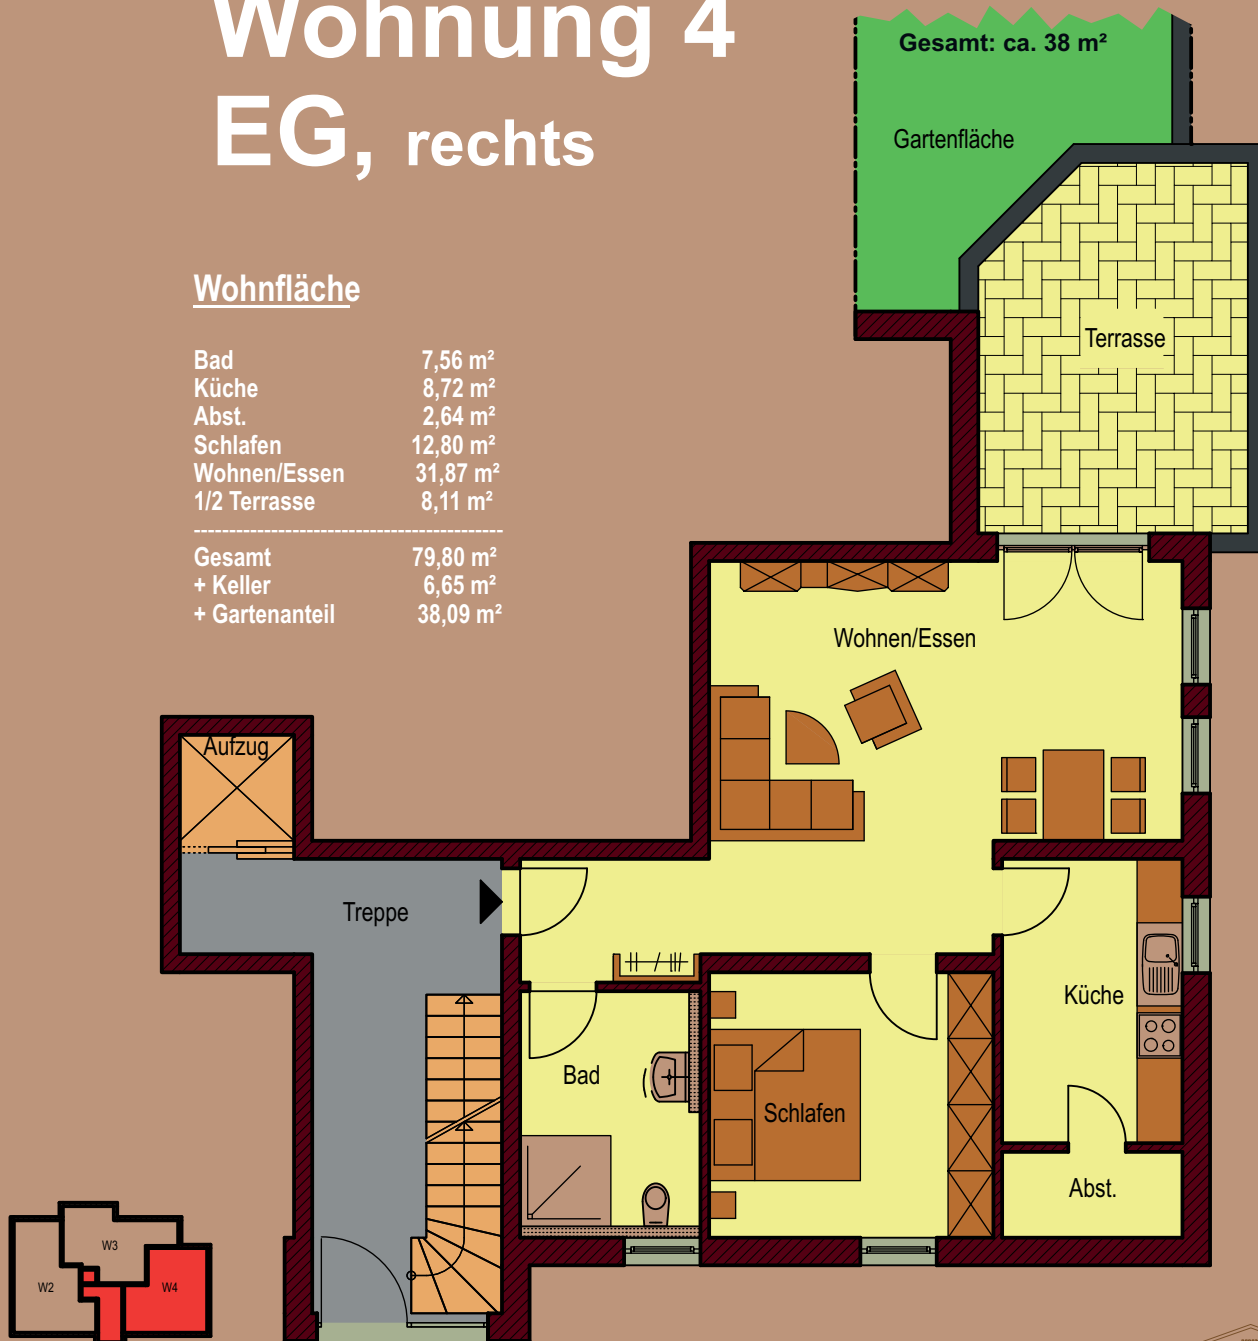 Wohnung 4
EG, rechts
Gesamt: ca. 38 m²
Gartenfläche
Terrasse
Wohnfläche
Bad 7,56 m²
Küche 8,72 m²
Abst. 2,64 m²
Schlafen 12,80 m²
Wohnen/Essen 31,87 m²
1/2 Terrasse 8,11 m²
--------------------------------------------
Gesamt 79,80 m²
+ Keller 6,65 m²
+ Gartenanteil 38,09 m²
Wohnen/Essen
Aufzug
Treppe
Küche
Bad
Schlafen
Abst.
W3
W2
W4